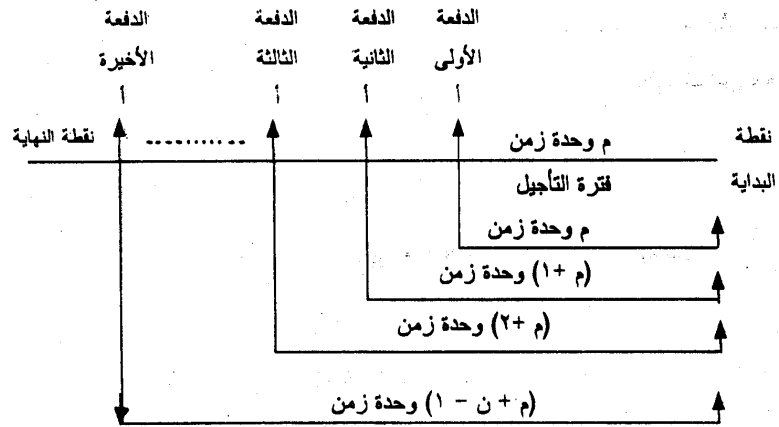 الدفعة الدفعة الدفعة الدفعة
الأولى الثانية الثالثة الأخيرة
أ أ أ أ
نقطة م وحدة زمن .......... نقطة النهاية
البداية فترة التأجيل
م وحدة زمن
(م +١) وحدة زمن
(م +٢) وحدة زمن
(م + ن - ١) وحدة زمن